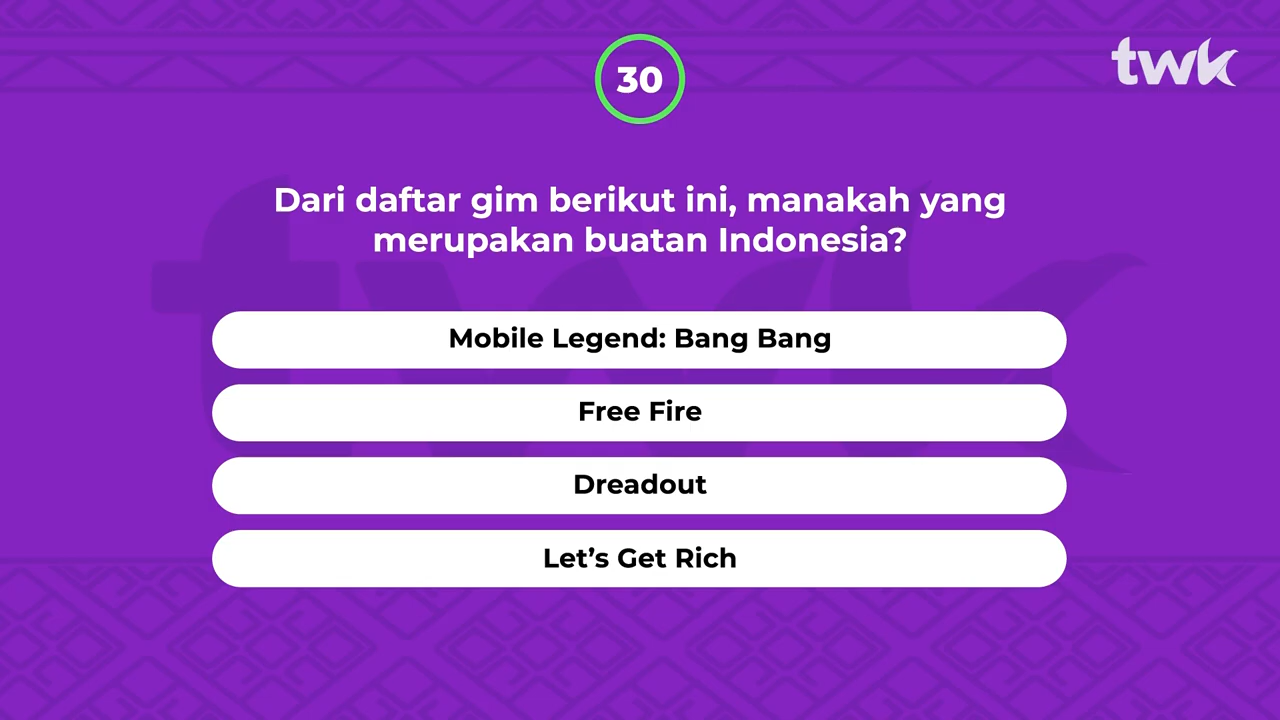 30
twk
Dari daftar gim berikut ini, manakah yang
merupakan buatan Indonesia?
Mobile Legend: Bang Bang
Free Fire
Dreadout
Let’s Get Rich